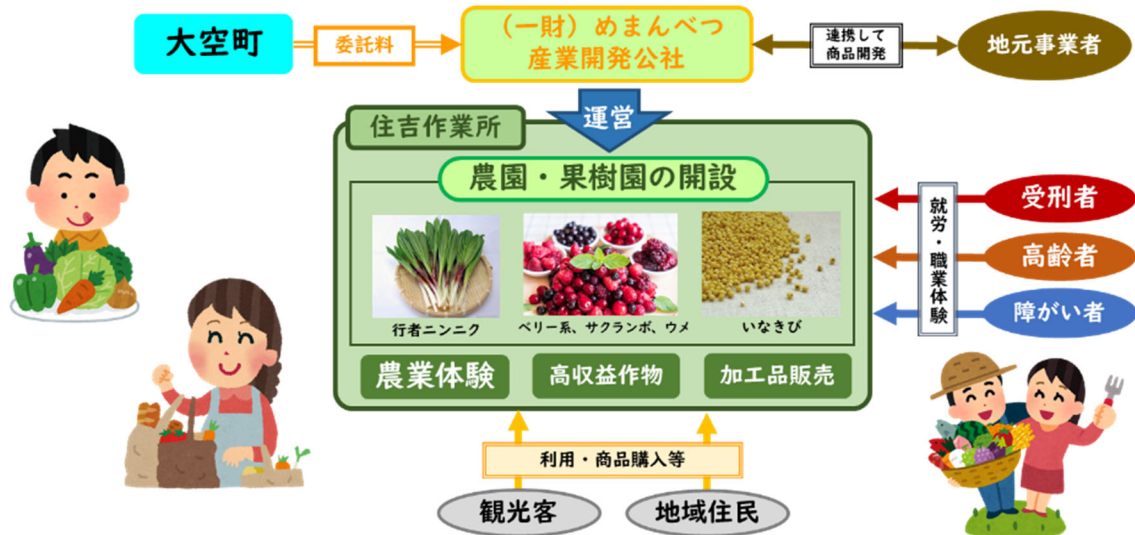 大空町
委託料
（一財）めまんべつ
産業開発公社
連携して
商品開発
地元事業者
運営
住吉作業所
農園・果樹園の開設
行者ニンニク
ベリー系、サクランボ、ウメ
いなきび
農業体験
高収益作物
加工品販売
就労・職業体験
受刑者
高齢者
障がい者
利用・商品購入等
観光客
地域住民